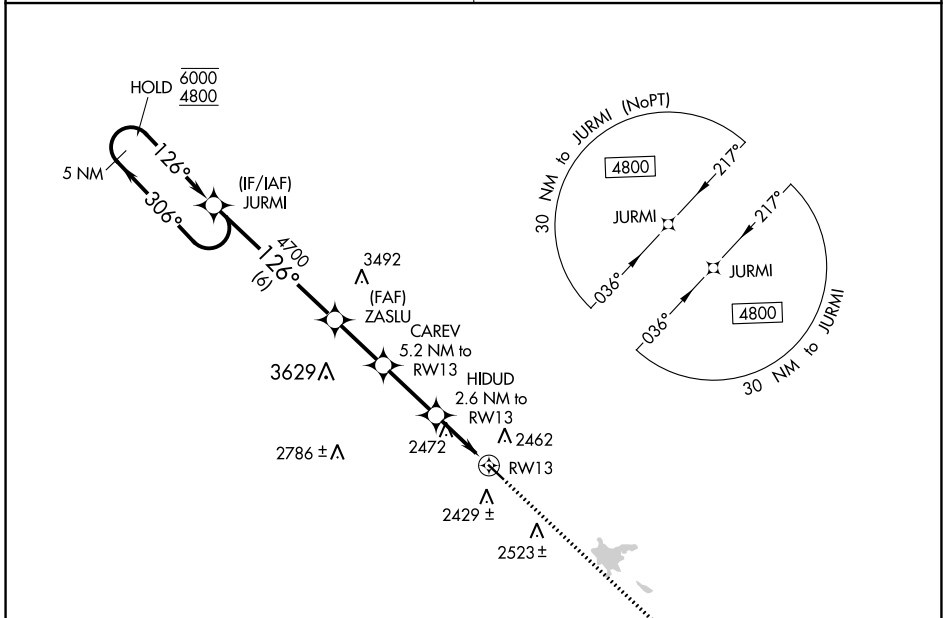 HOLD 6000
4800
5 NM
126°
306°
(IF/IAF)
JURMI
4700
126°
(6)
3492
(FAF)
ZASLU
CAREV
5.2 NM to
RW13
3629
HIDUD
2.6 NM to
RW13
2472
2462
2786 ±
RW13
2429 ±
2523 ±
30 NM to JURMI (NoPT)
4800
217°
JURMI
036°
217°
JURMI
036°
4800
30 NM to JURMI